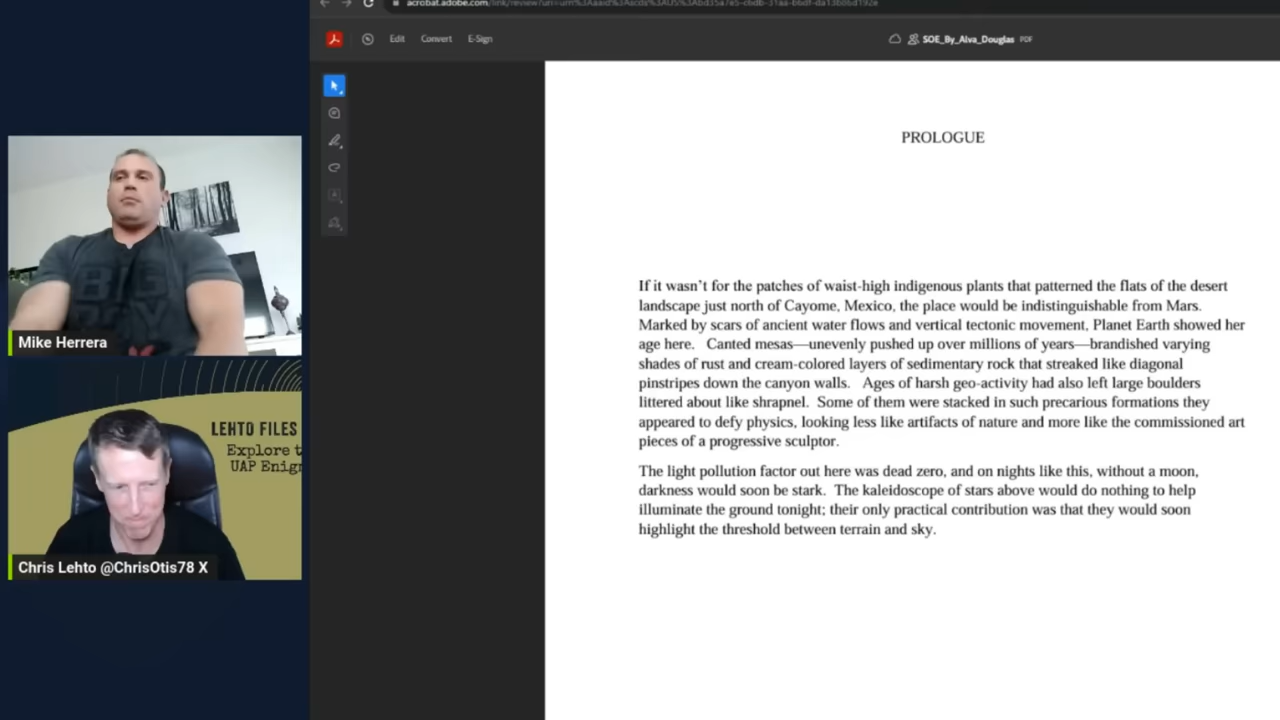 acrobat.adobe.com
Edit
Convert
E-Sign
SOE_By_Alva_Douglas PDF
Mike Herrera
LEHTO FILES
Explore t
UAP Enig
Chris Lehto @ChrisOtis78 X
PROLOGUE
If it wasn't for the patches of waist-high indigenous plants that patterned the flats of the desert
landscape just north of Cayome, Mexico, the place would be indistinguishable from Mars.
Marked by scars of ancient water flows and vertical tectonic movement, Planet Earth showed her
age here. Canted mesas—unevenly pushed up over millions of years—brandished varying
shades of rust and cream-colored layers of sedimentary rock that streaked like diagonal
pinstripes down the canyon walls. Ages of harsh geo-activity had also left large boulders
littered about like shrapnel. Some of them were stacked in such precarious formations they
appeared to defy physics, looking less like artifacts of nature and more like the commissioned art
pieces of a progressive sculptor.
The light pollution factor out here was dead zero, and on nights like this, without a moon,
darkness would soon be stark. The kaleidoscope of stars above would do nothing to help
illuminate the ground tonight; their only practical contribution was that they would soon
highlight the threshold between terrain and sky.